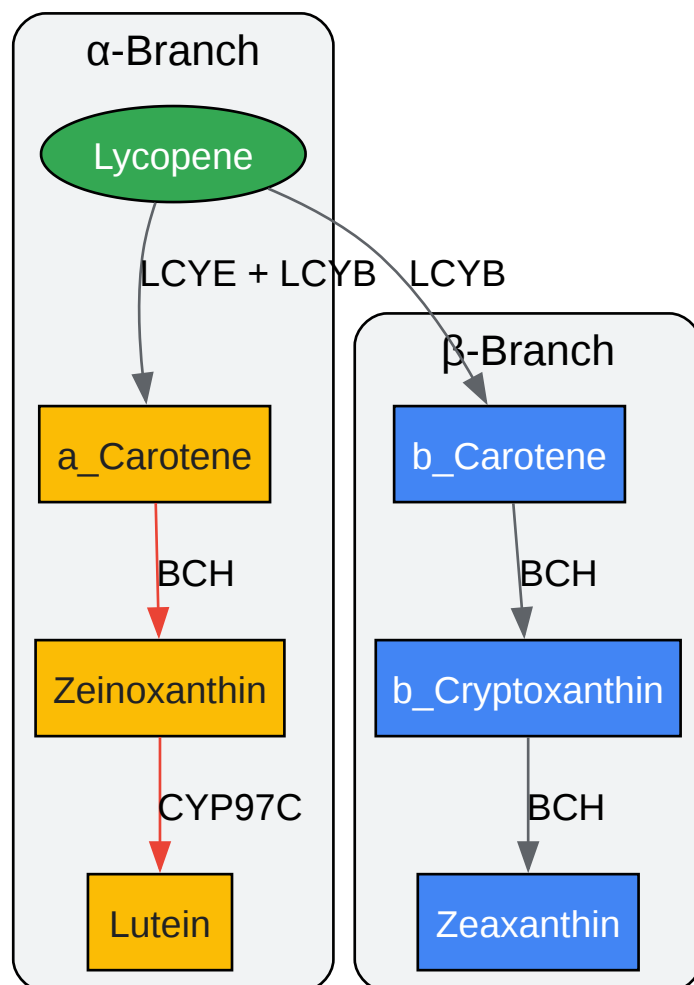 α-Branch
Lycopene
LCYE + LCYB
LCYB
β-Branch
a_Carotene
b_Carotene
BCH
BCH
Zeinoxanthin
b_Cryptoxanthin
CYP97C
BCH
Lutein
Zeaxanthin